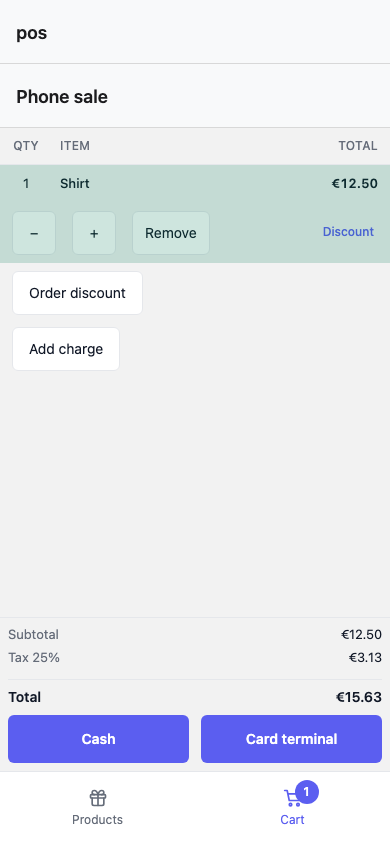 pos
Phone sale
QTY ITEM TOTAL
1 Shirt €12.50
− + Remove Discount
Order discount
Add charge
Subtotal €12.50
Tax 25% €3.13
Total €15.63
Cash Card terminal
1
Products Cart